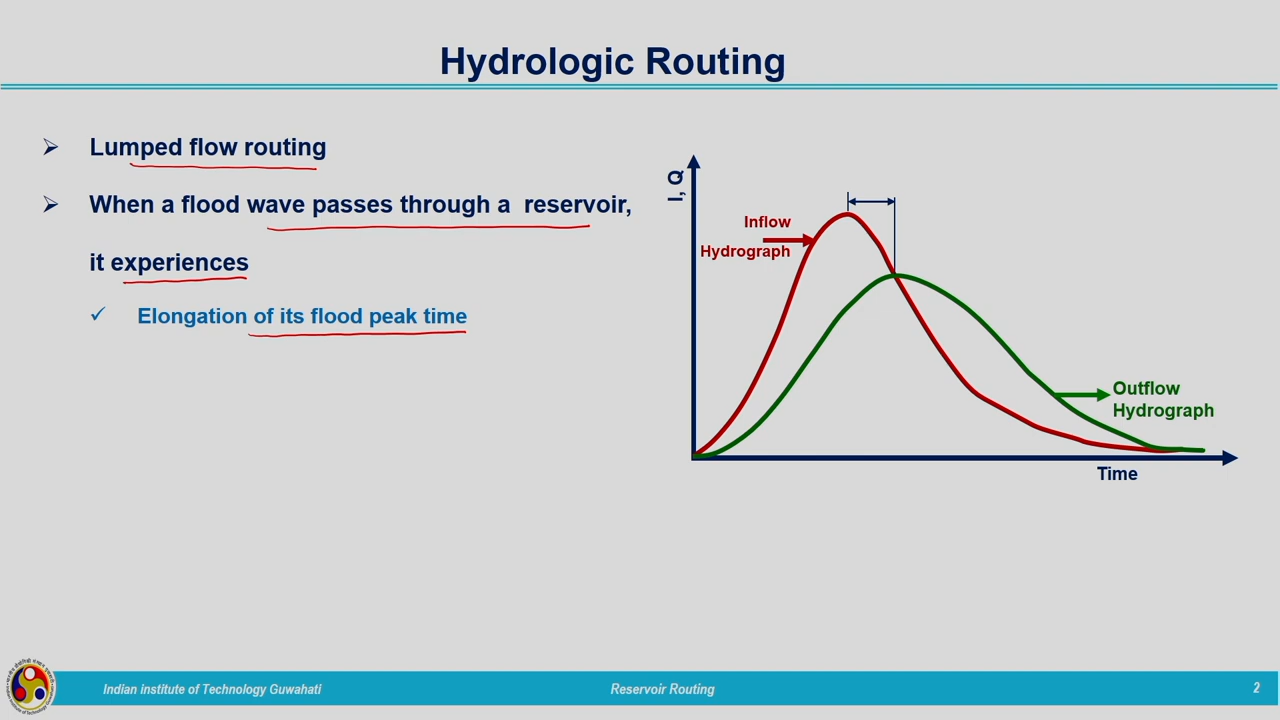 Hydrologic Routing
Lumped flow routing
When a flood wave passes through a reservoir,
it experiences
Elongation of its flood peak time
I, Q
Inflow
Hydrograph
Outflow
Hydrograph
Time
Indian institute of Technology Guwahati
Reservoir Routing
2